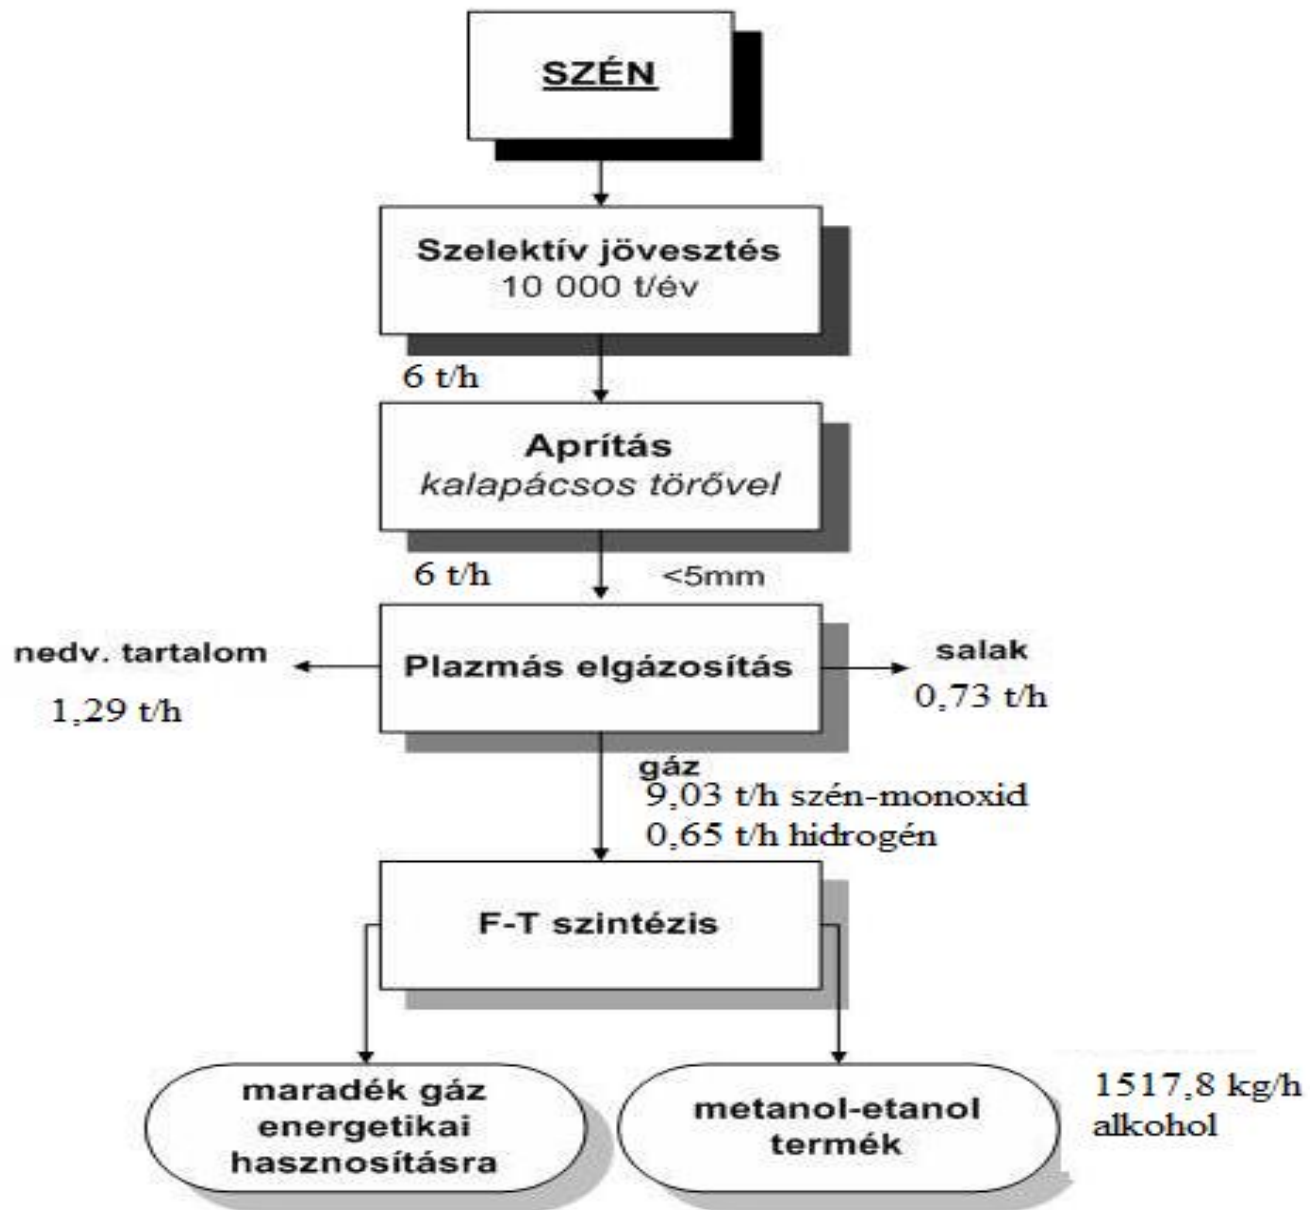 SZÉN
Szelektív jövesztés
10 000 t/év
6 t/h
Aprítás
kalapácsos törővel
6 t/h
<5mm
nedv. tartalom
1,29 t/h
Plazmás elgázosítás
salak
0,73 t/h
gáz
9,03 t/h szén-monoxid
0,65 t/h hidrogén
F-T szintézis
maradék gáz
energetikai
hasznosításra
metanol-etanol
termék
1517,8 kg/h
alkohol